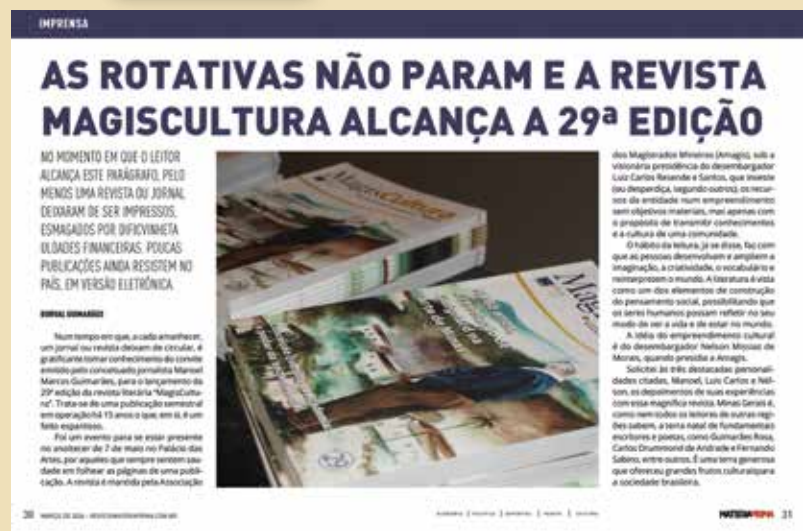 IMPRENSA
AS ROTATIVAS NÃO PARAM E A REVISTA
MAGISCULTURA ALCANÇA A 29ª EDIÇÃO
NO MOMENTO EM QUE O LEITOR
ALCANÇA ESTE PARÁGRAFO, PELO
MENOS UMA REVISTA OU JORNAL
DEIXARAM DE SER IMPRESSOS,
ESMAGADOS POR DIFICVINHETA
ULDADES FINANCEIRAS. POUCAS
PUBLICAÇÕES AINDA RESISTEM NO
PAÍS, EM VERSÃO ELETRÔNICA.
DURVAL GUIMARÃES
Num tempo em que, a cada amanhecer,
um jornal ou revista deixam de circular, é
gratificante tomar conhecimento do convite
emitido pelo conceituado jornalista Manoel
Marcos Guimarães, para o lançamento da
29ª edição da revista literária "MagisCultu-
ra". Trata-se de uma publicação semestral
em operação há 15 anos o que, em si, é um
feito espantoso.
Foi um evento para se estar presente
no anoitecer de 7 de maio no Palácio das
Artes, por aqueles que sempre sentem sau-
dade em folhear as páginas de uma publi-
cação. A revista é mantida pela Associação
MagisCultura
dos Magistrados Mineiros (Amagis), sob a
visionária presidência do desembargador
Luiz Carlos Resende e Santos, que investe
(ou desperdiça, segundo outros), os recur-
sos da entidade num empreendimento
sem objetivos materiais, mas apenas com
o propósito de transmitir conhecimentos
e a cultura de uma comunidade.
O hábito da leitura, já se disse, faz com
que as pessoas desenvolvam e ampliem a
imaginação, a criatividade, o vocabulário e
reinterpretem o mundo. A literatura é vista
como um dos elementos de construção
do pensamento social, possibilitando que
os seres humanos possam refletir no seu
modo de ver a vida e de estar no mundo.
A idéia do empreendimento cultural
é do desembargador Nelson Missias de
Morais, quando presidia a Amagis.
Solicitei às três destacadas personali-
dades citadas, Manoel, Luis Carlos e Nél-
son, os depoimentos de suas experiências
com essa magnífica revista. Minas Gerais é,
como nem todos os leitores de outras regi-
ões sabem, a terra natal de fundamentais
escritores e poetas, como Guimarães Rosa,
Carlos Drummond de Andrade e Fernando
Sabino, entre outros. É uma terra generosa
que ofereceu grandes frutos culturaispara
a sociedade brasileira.
30
MATÉRIAPRIMA 31